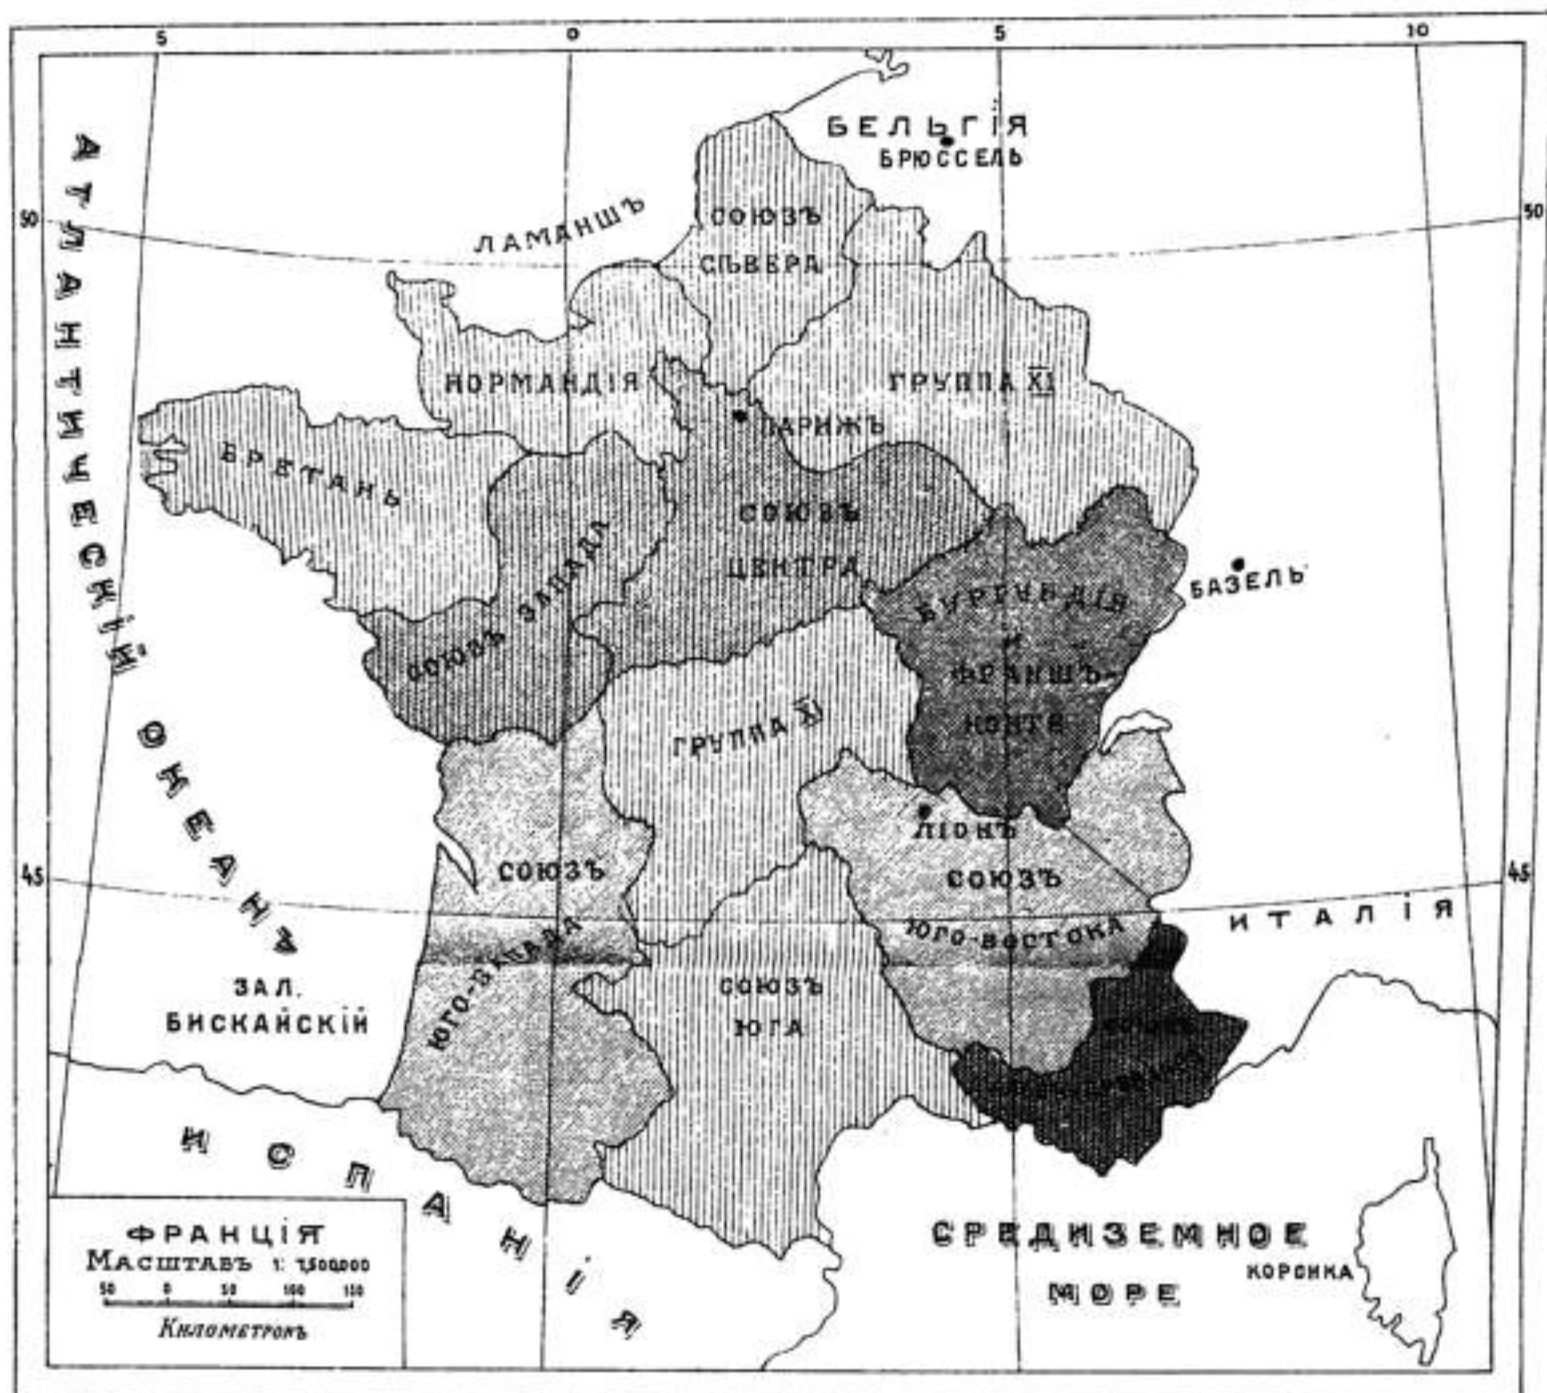 5 0 5 10
АТЛАНТИЧЕСКІЙ ОКЕАНЪ
50
50
БЕЛЬГІЯ
БРЮССЕЛЬ
ЛАМАНШЪ
СОЮЗЪ
СѢВЕРА
НОРМАНДІЯ
ГРУППА XI
ПАРИЖЪ
БРЕТАНЬ
СОЮЗЪ ЗАПАДА
СОЮЗЪ
ЦЕНТРА
БУРГУНДІЯ
И
ФРАНШЪ-
КОНТЕ
БАЗЕЛЬ
ГРУППА XI
ЛІОНЪ
45
45
СОЮЗЪ
ЮГО-ЗАПАДА
СОЮЗЪ
ЮГО-ВОСТОКА
ИТАЛІЯ
ЗАЛ.
БИСКАЙСКІЙ
СОЮЗЪ
ЮГА
СОЮЗЪ
ИСПАНІЯ
СРЕДИЗЕМНОЕ
МОРЕ
КОРСИКА
ФРАНЦІЯ
МАСШТАБЪ 1: 7,500,000
50 0 50 100 150
Километровъ